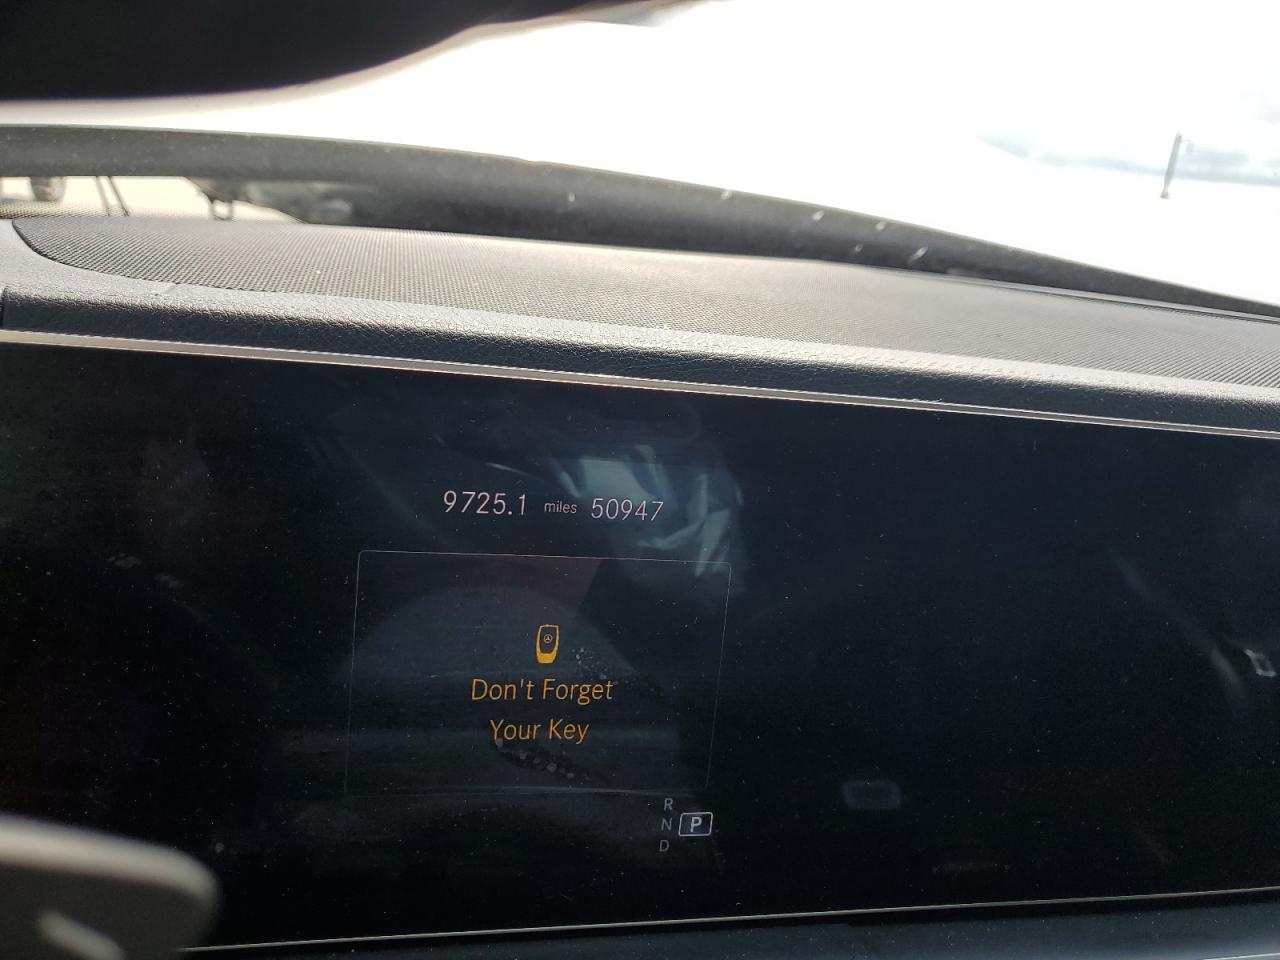 9725.1 miles 50947
Don't Forget
Your Key
R
N P
D